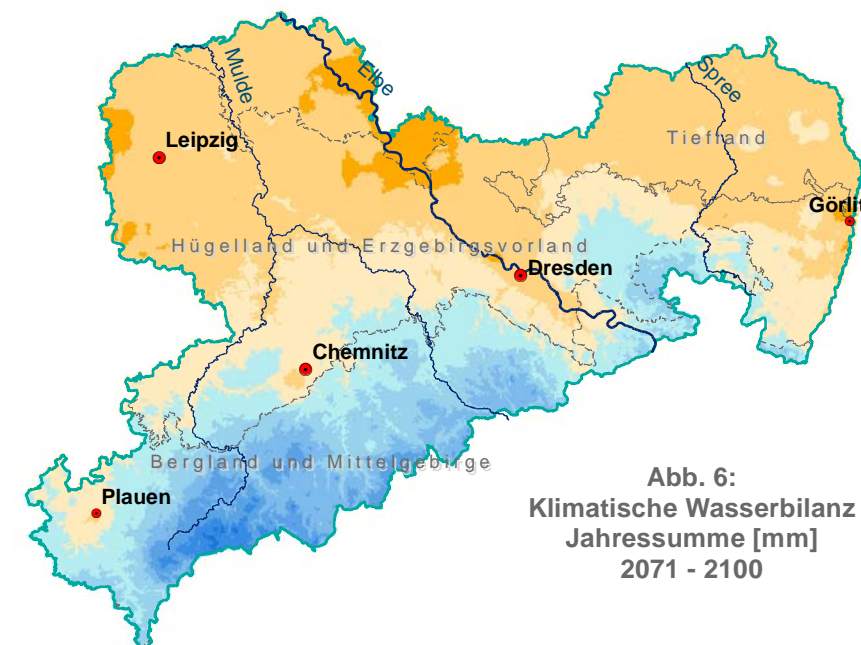 Mulde
Elbe
Spree
Leipzig
Tiefland
Görlit
Hügelland und Erzgebirgsvorland
Dresden
Chemnitz
Bergland und Mittelgebirge
Plauen
Abb. 6:
Klimatische Wasserbilanz
Jahressumme [mm]
2071 - 2100